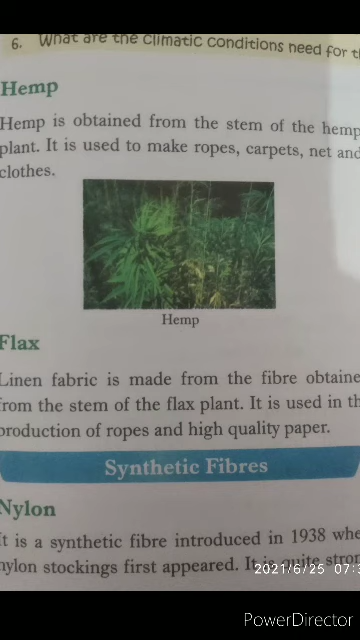 6. What are the climatic conditions need for
Hemp
Hemp is obtained from the stem of the hemp
plant. It is used to make ropes, carpets, net and
clothes.
Hemp
Flax
Linen fabric is made from the fibre obtaine
from the stem of the flax plant. It is used in th
production of ropes and high quality paper.
Synthetic Fibres
Nylon
It is a synthetic fibre introduced in 1938 whe
nylon stockings first appeared. It is quite stron
2021/6/25 07:3
PowerDirector